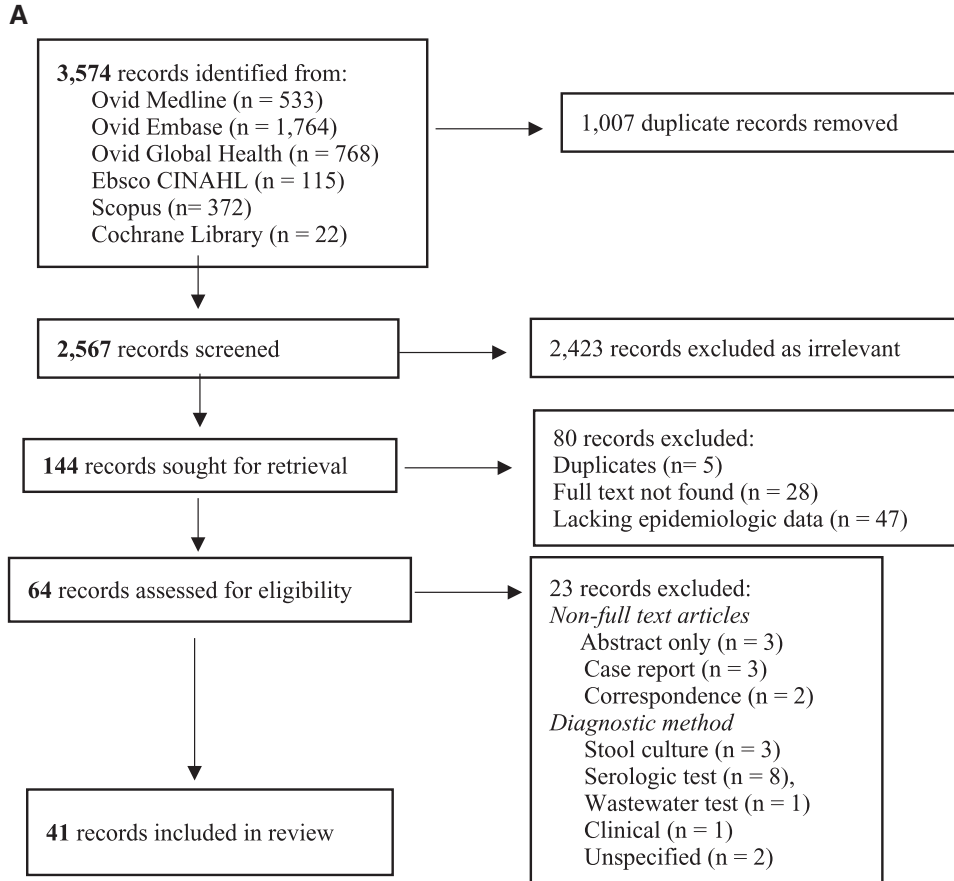 A
3,574 records identified from:
Ovid Medline (n = 533)
Ovid Embase (n = 1,764)
Ovid Global Health (n = 768)
Ebsco CINAHL (n = 115)
Scopus (n= 372)
Cochrane Library (n = 22)
1,007 duplicate records removed
2,567 records screened
2,423 records excluded as irrelevant
144 records sought for retrieval
80 records excluded:
Duplicates (n= 5)
Full text not found (n = 28)
Lacking epidemiologic data (n = 47)
64 records assessed for eligibility
23 records excluded:
Non-full text articles
Abstract only (n = 3)
Case report (n = 3)
Correspondence (n = 2)
Diagnostic method
Stool culture (n = 3)
Serologic test (n = 8),
Wastewater test (n = 1)
Clinical (n = 1)
Unspecified (n = 2)
41 records included in review